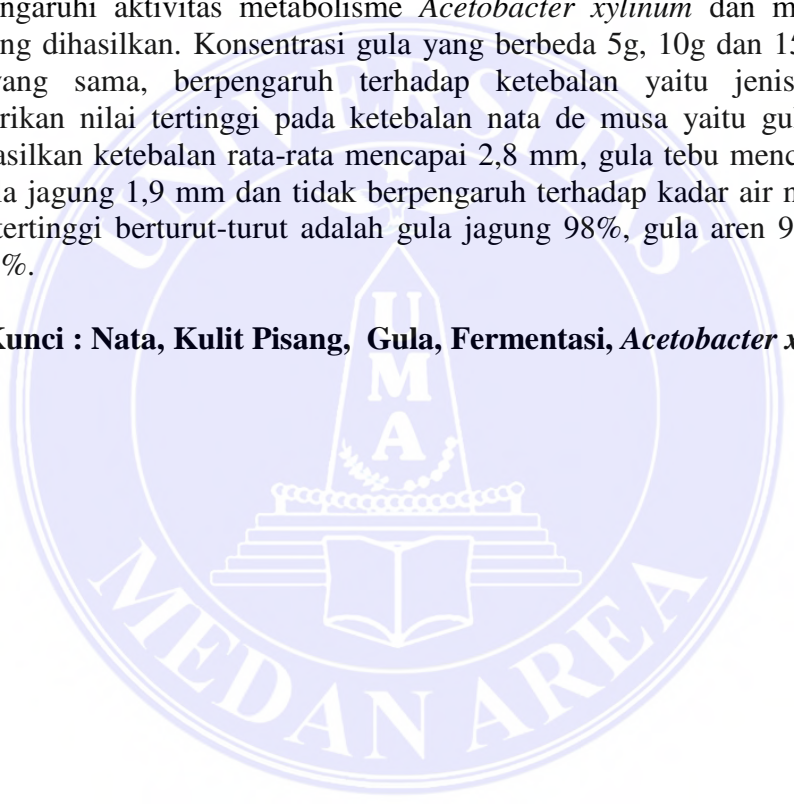 ngaruhi aktivitas metabolisme Acetobacter xylinum dan m
ng dihasilkan. Konsentrasi gula yang berbeda 5g, 10g dan 15
yang sama, berpengaruh terhadap ketebalan yaitu jenis
rikan nilai tertinggi pada ketebalan nata de musa yaitu gul
asilkan ketebalan rata-rata mencapai 2,8 mm, gula tebu menc
la jagung 1,9 mm dan tidak berpengaruh terhadap kadar air n
tertinggi berturut-turut adalah gula jagung 98%, gula aren 9
%.
Kunci : Nata, Kulit Pisang, Gula, Fermentasi, Acetobacter x
UNIVERSITAS
UMA
MEDAN AREA